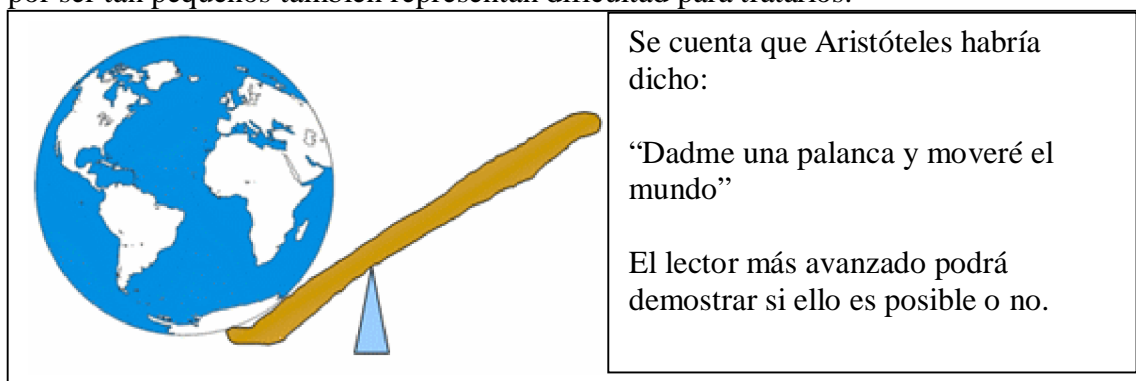 por ser tan pequeños también representan dificultad para tratarlos.
Se cuenta que Aristóteles habría
dicho:
“Dadme una palanca y moveré el
mundo”
El lector más avanzado podrá
demostrar si ello es posible o no.